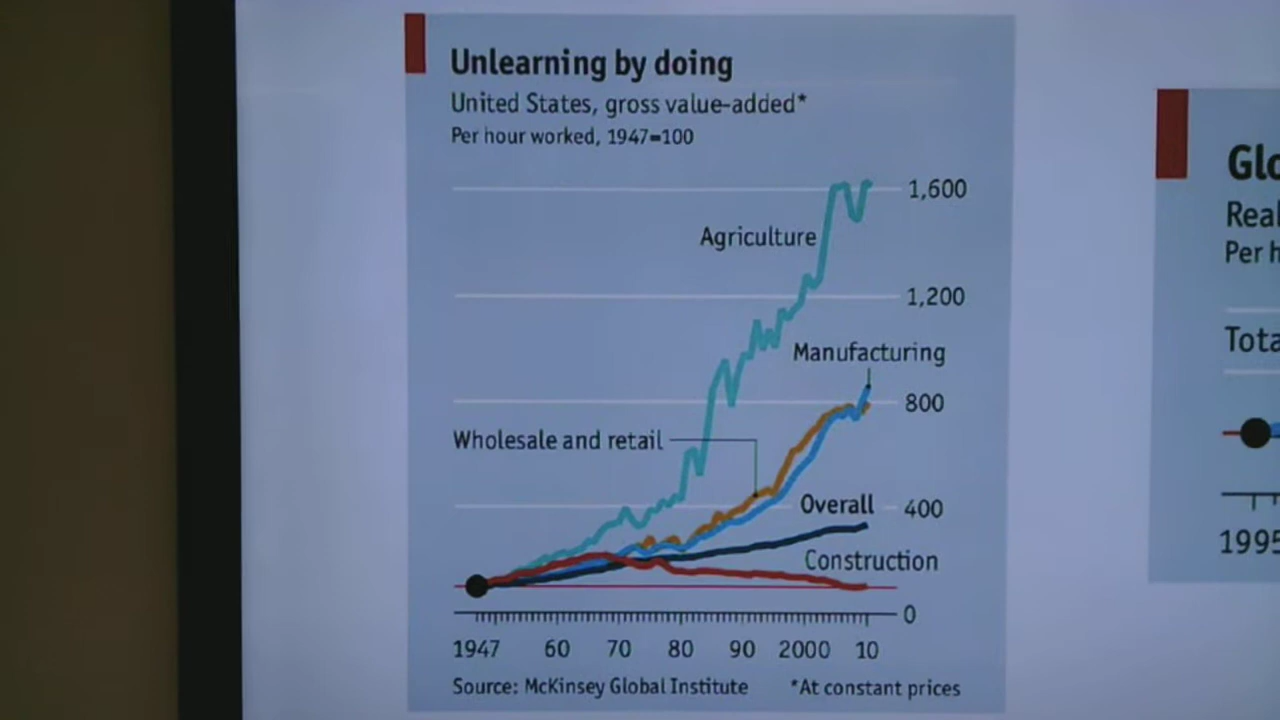 Unlearning by doing
United States, gross value-added*
Per hour worked, 1947=100
1,600
Agriculture
1,200
Manufacturing
800
Wholesale and retail
Overall
400
Construction
0
1947 60 70 80 90 2000 10
Source: McKinsey Global Institute *At constant prices
Glo
Real
Per h
Tota
1995